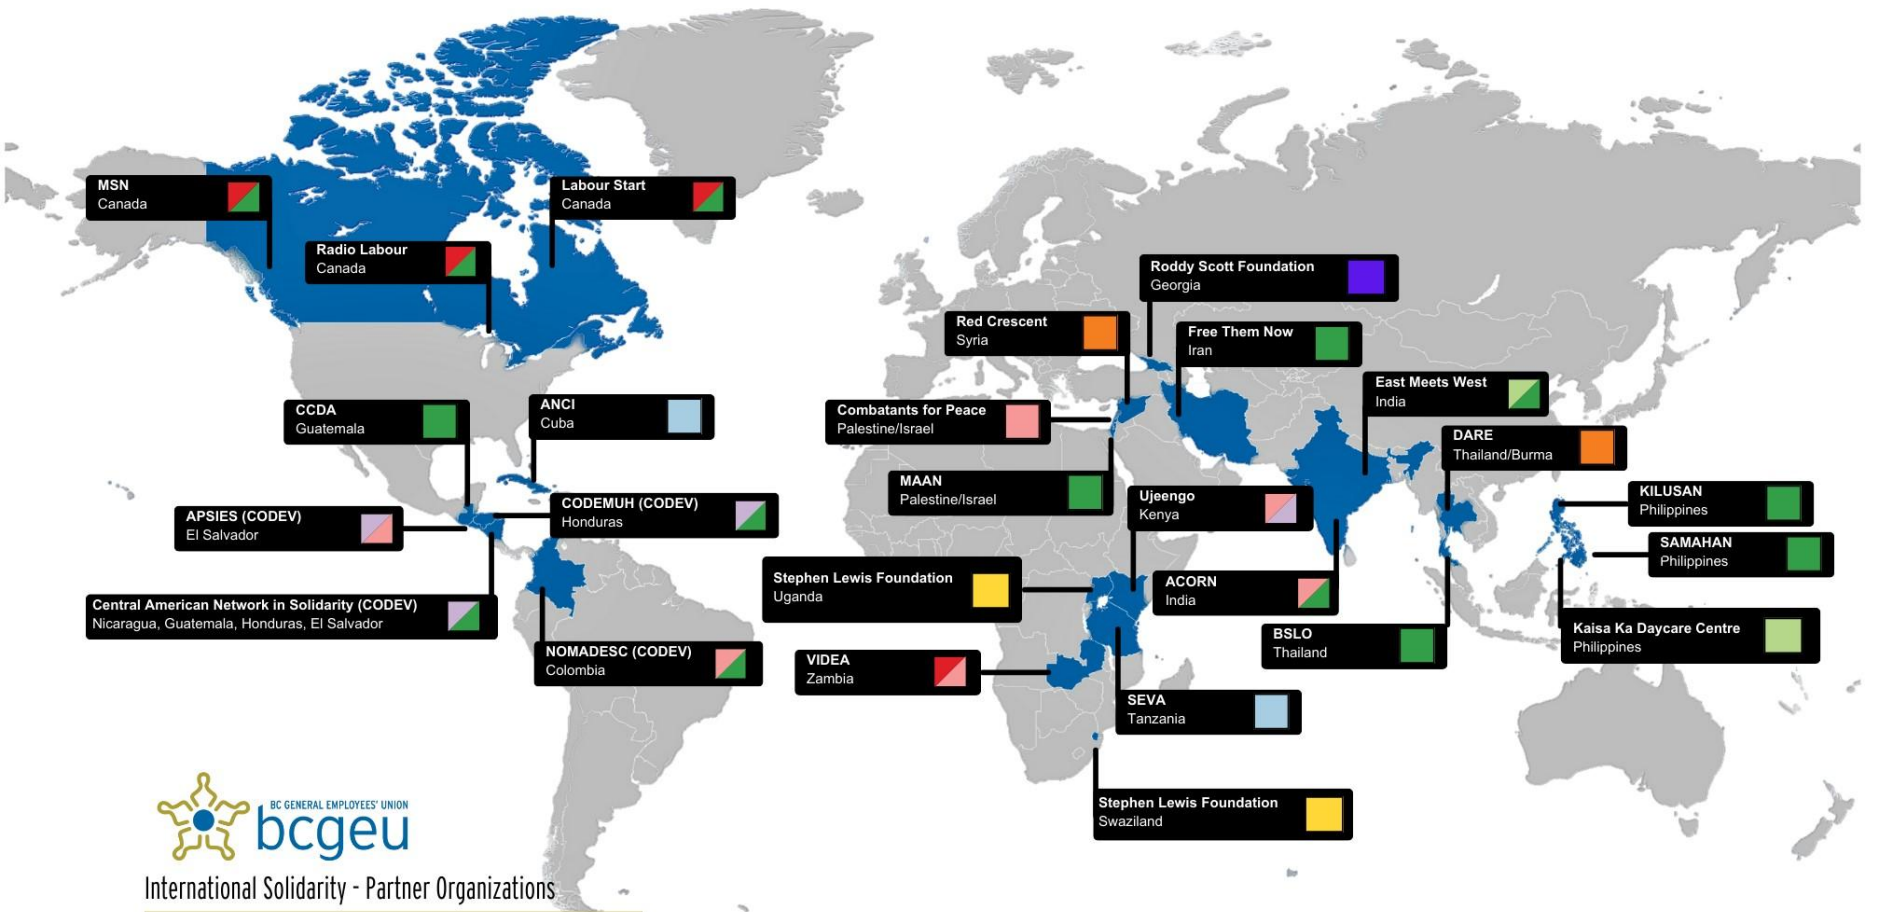 MSN
Canada
Labour Start
Canada
Radio Labour
Canada
Roddy Scott Foundation
Georgia
Red Crescent
Syria
Free Them Now
Iran
East Meets West
India
CCDA
Guatemala
ANCI
Cuba
Combatants for Peace
Palestine/Israel
DARE
Thailand/Burma
MAAN
Palestine/Israel
Ujeengo
Kenya
KILUSAN
Philippines
APSIES (CODEV)
El Salvador
CODEMUH (CODEV)
Honduras
SAMAHAN
Philippines
Stephen Lewis Foundation
Uganda
ACORN
India
Central American Network in Solidarity (CODEV)
Nicaragua, Guatemala, Honduras, El Salvador
BSLO
Thailand
Kaisa Ka Daycare Centre
Philippines
NOMADESC (CODEV)
Colombia
VIDEA
Zambia
SEVA
Tanzania
Stephen Lewis Foundation
Swaziland
BC GENERAL EMPLOYEES' UNION
bcgeu
International Solidarity - Partner Organizations